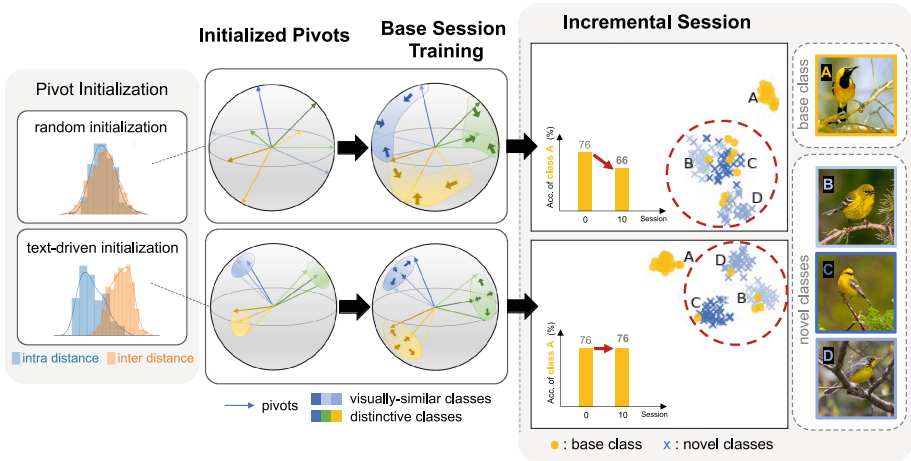 Initialized Pivots
Base Session
Training
Incremental Session
Pivot Initialization
random initialization
text-driven initialization
intra distance
inter distance
pivots
visually-similar classes
distinctive classes
Acc. of class A (%)
76
66
0
10
Session
A
B
C
D
Acc. of class A (%)
76
76
0
10
Session
A
D
B
C
: base class
x : novel classes
base class
A
novel classes
B
C
D